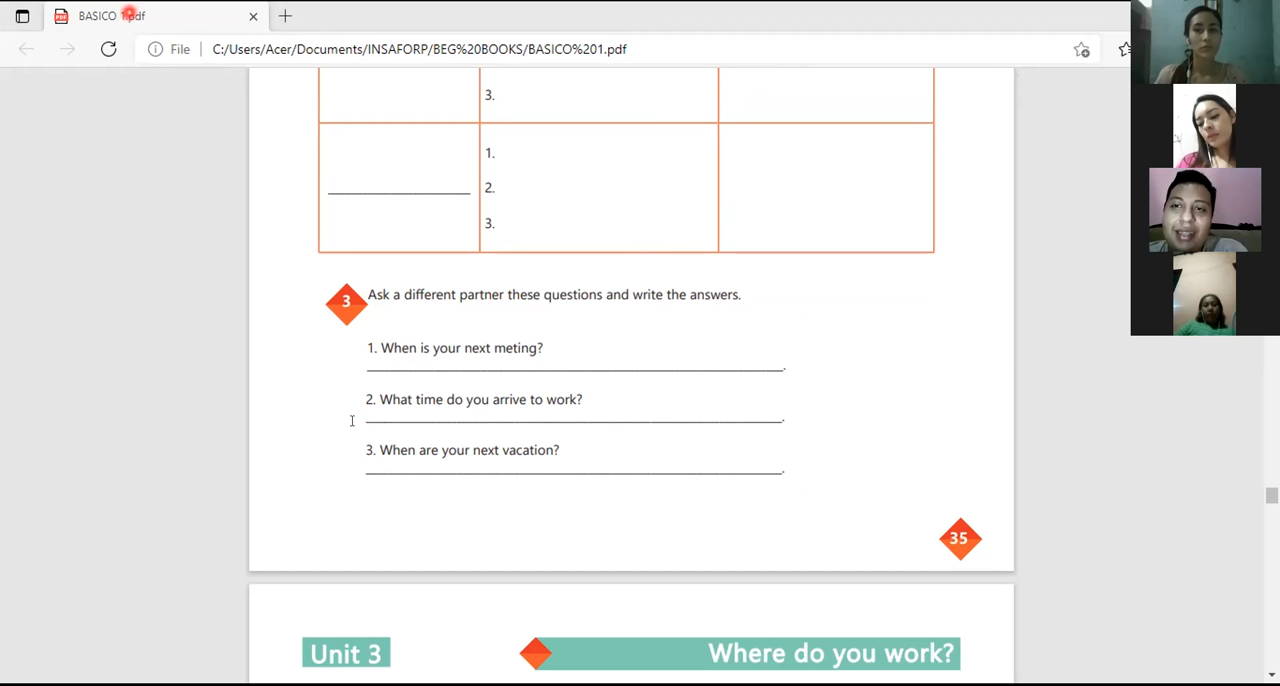 BASICO 1.pdf
File
C:/Users/Acer/Documents/INSAFORP/BEG%20BOOKS/BASICO%201.pdf
3.
1.
2.
3.
3
Ask a different partner these questions and write the answers.
1. When is your next meting?
2. What time do you arrive to work?
3. When are your next vacation?
35
Unit 3
Where do you work?